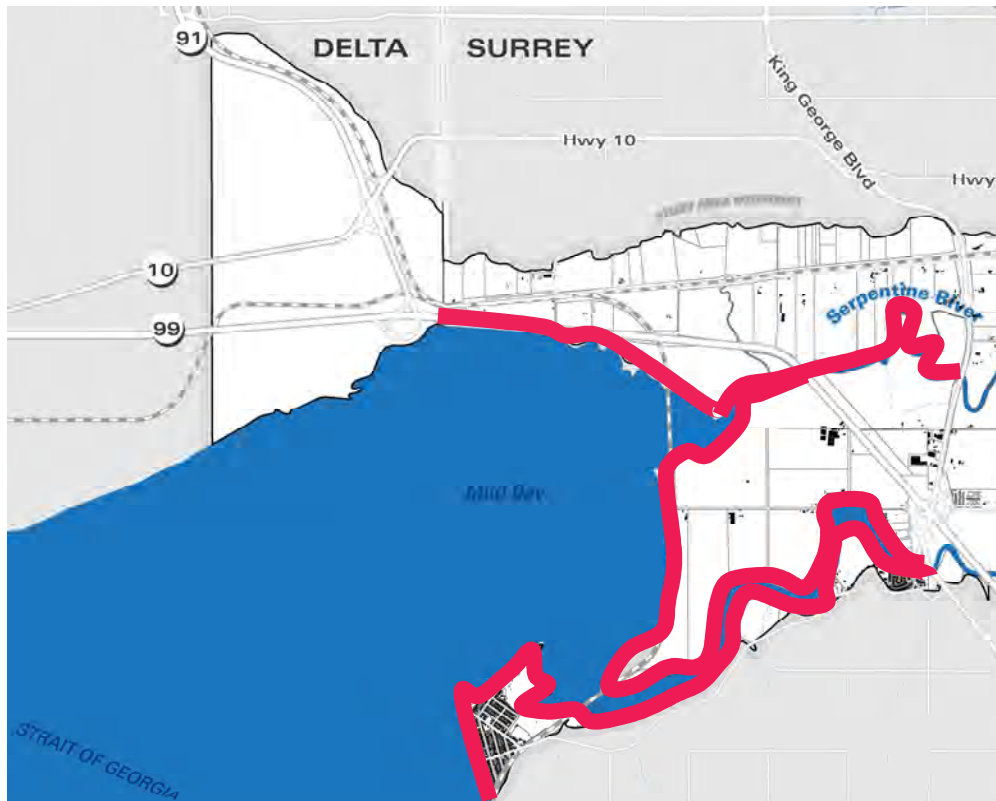 91
DELTA
SURREY
King George Blvd
Hwy 10
Hwy
10
Serpentine River
99
Mud Bay
STRAIT OF GEORGIA